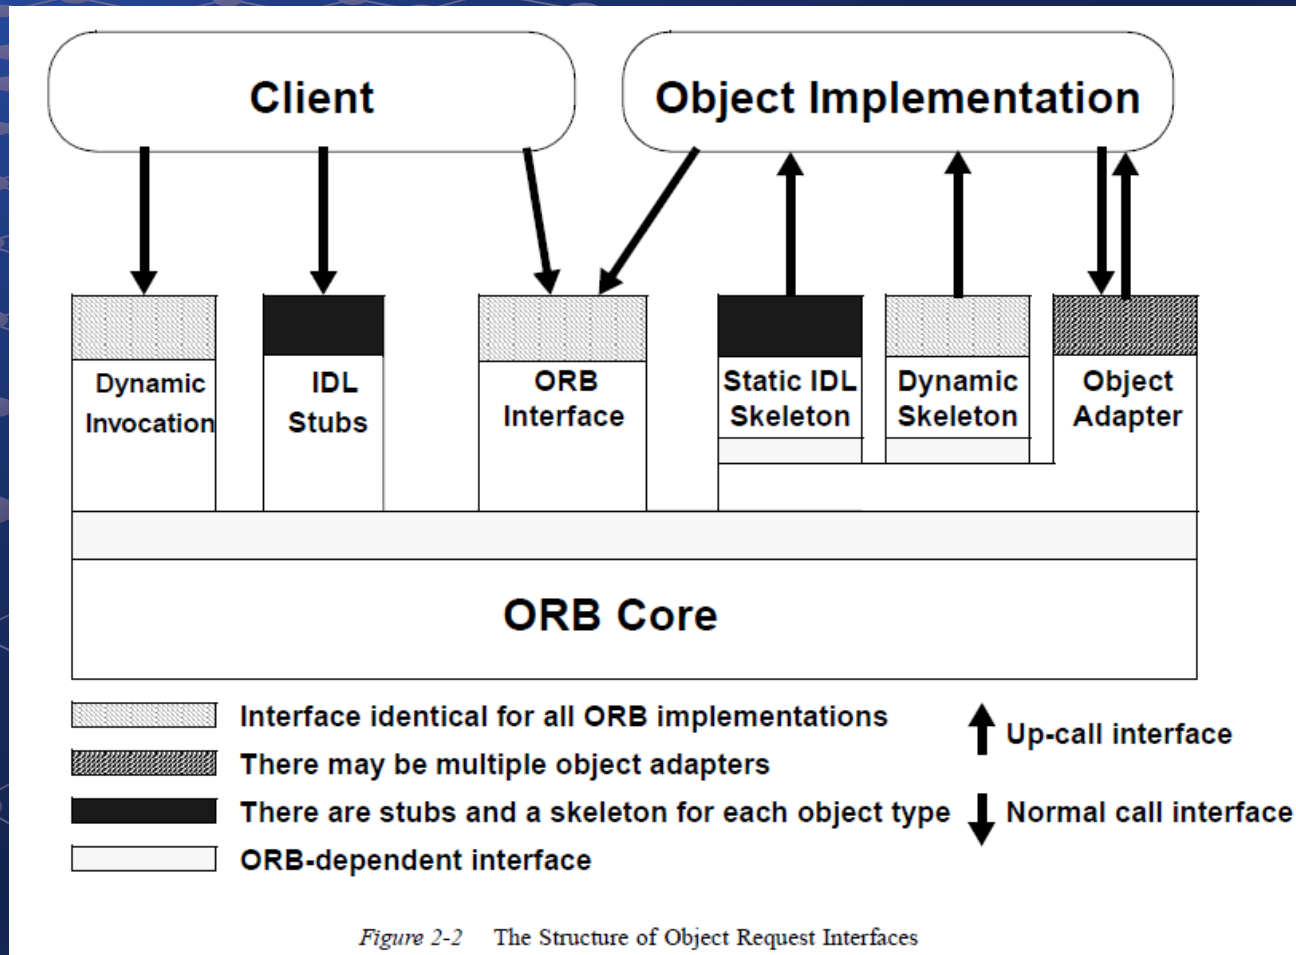 Client
Object Implementation
Dynamic
Invocation
IDL
Stubs
ORB
Interface
Static IDL
Skeleton
Dynamic
Skeleton
Object
Adapter
ORB Core
Interface identical for all ORB implementations
There may be multiple object adapters
There are stubs and a skeleton for each object type
ORB-dependent interface
Up-call interface
Normal call interface
Figure 2-2 The Structure of Object Request Interfaces